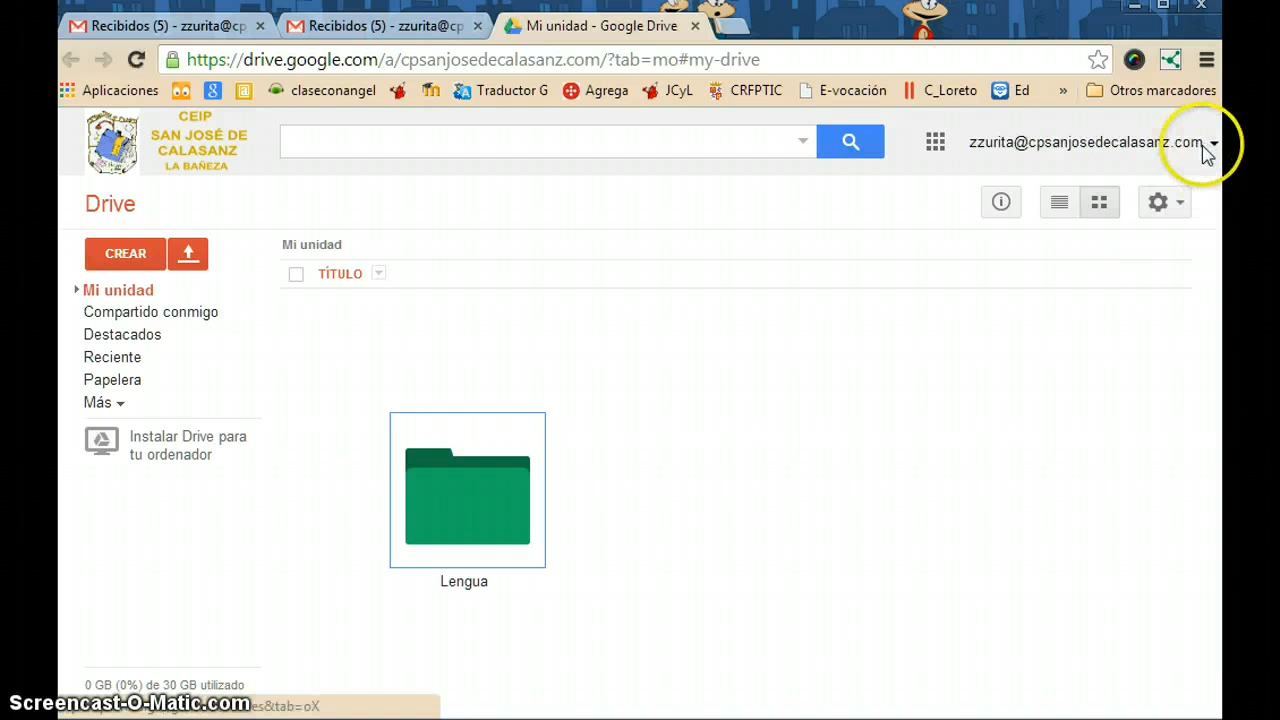 Recibidos (5) - zzurita@cp
Recibidos (5) - zzurita@cp
Mi unidad - Google Drive
https://drive.google.com/a/cpsanjosedecalasanz.com/?tab=mo#my-drive
Aplicaciones
claseconangel
Traductor G
Agrega
JCyL
CRFPTIC
E-vocación
C_Loreto
Ed
»
Otros marcadores
CEIP
SAN JOSÉ DE
CALASANZ
LA BAÑEZA
zzurita@cpsanjosedecalasanz.com
Drive
CREAR
Mi unidad
TÍTULO
Mi unidad
Compartido conmigo
Destacados
Reciente
Papelera
Más
Instalar Drive para
tu ordenador
Lengua
0 GB (0%) de 30 GB utilizado
Screencast-O-Matic.com
es&tab=oX